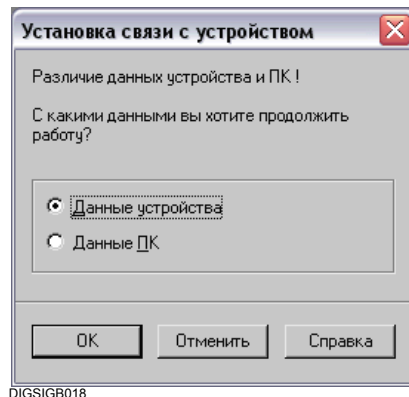 Установка связи с устройством
Различие данных устройства и ПК !
С какими данными вы хотите продолжить
работу?
Данные устройства
Данные ПК
OK
Отменить
Справка
DIGSIGB018